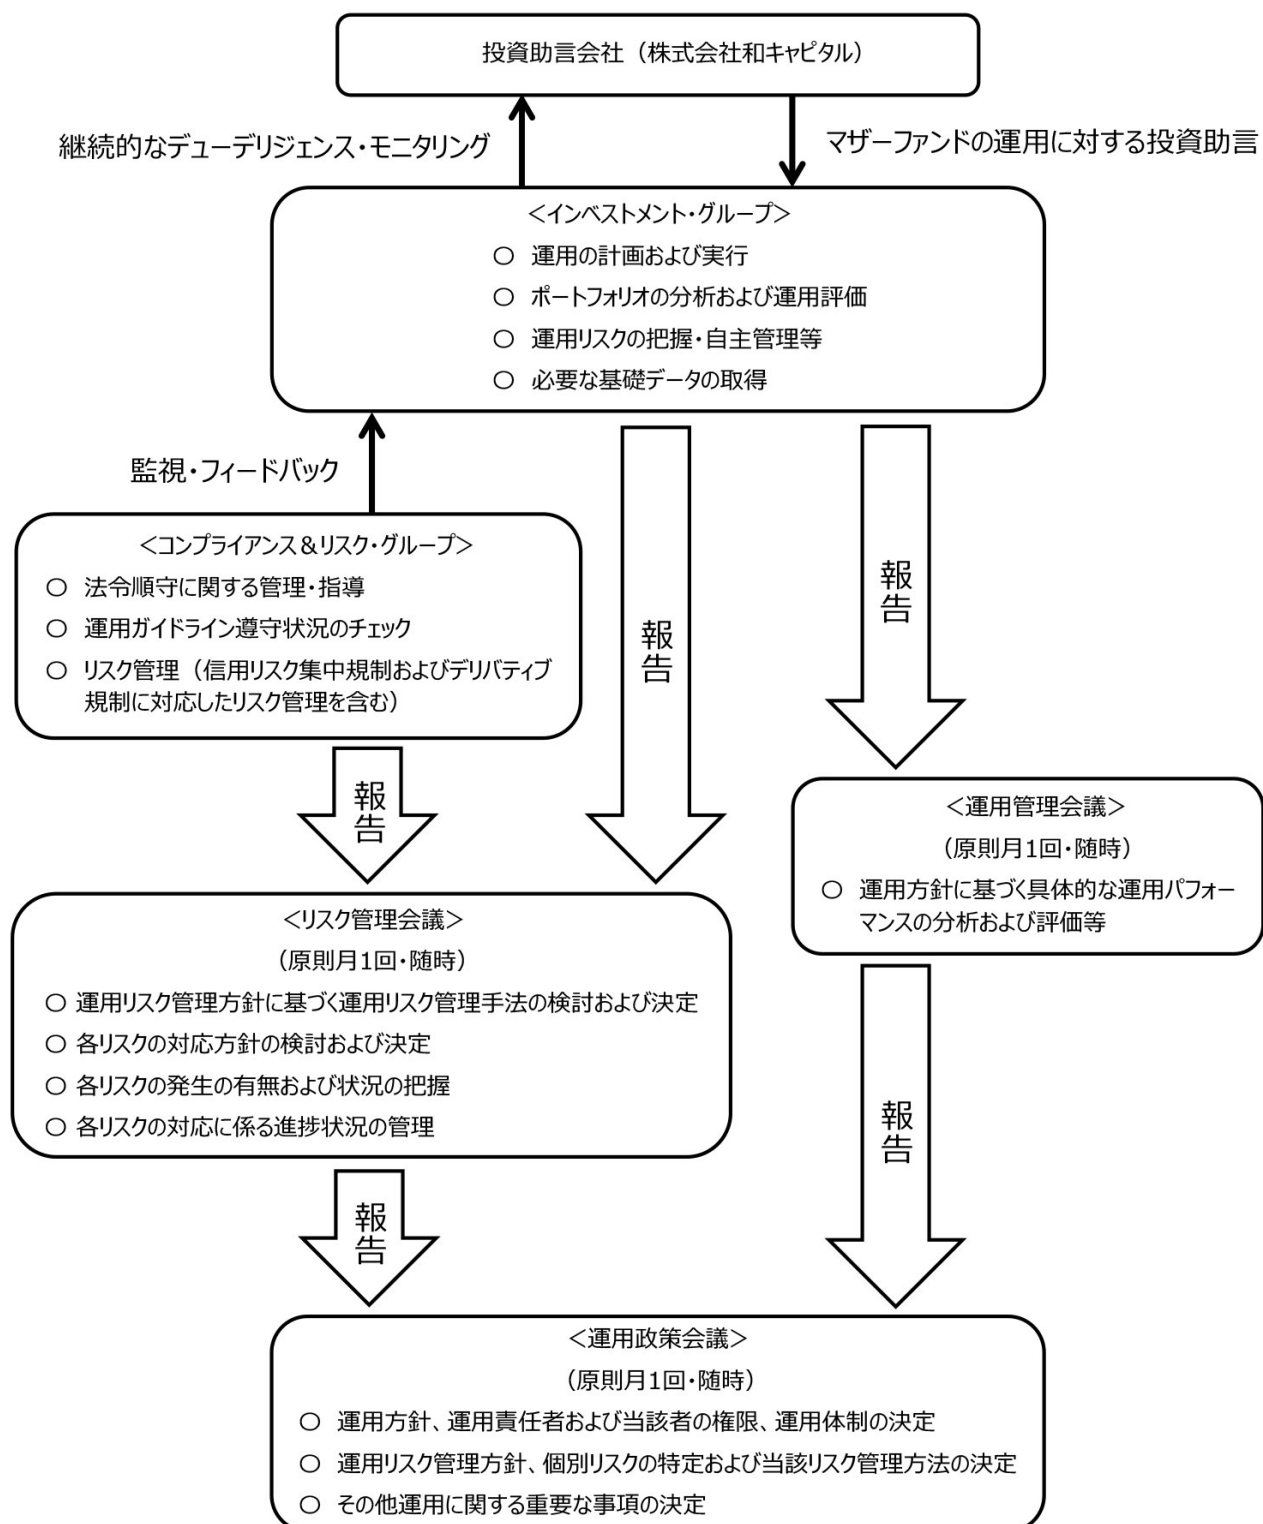 投資助言会社（株式会社和キャピタル）
継続的なデューデリジェンス・モニタリング
マザーファンドの運用に対する投資助言
＜インベストメント・グループ＞
○ 運用の計画および実行
○ ポートフォリオの分析および運用評価
○ 運用リスクの把握・自主管理等
○ 必要な基礎データの取得
監視・フィードバック
＜コンプライアンス＆リスク・グループ＞
○ 法令順守に関する管理・指導
○ 運用ガイドライン遵守状況のチェック
○ リスク管理（信用リスク集中規制およびデリバティブ
規制に対応したリスク管理を含む）
報告
報告
報告
＜運用管理会議＞
（原則月1回・随時）
○ 運用方針に基づく具体的な運用パフォー
マンスの分析および評価等
＜リスク管理会議＞
（原則月1回・随時）
○ 運用リスク管理方針に基づく運用リスク管理手法の検討および決定
○ 各リスクの対応方針の検討および決定
○ 各リスクの発生の有無および状況の把握
○ 各リスクの対応に係る進捗状況の管理
報告
報告
＜運用政策会議＞
（原則月1回・随時）
○ 運用方針、運用責任者および当該者の権限、運用体制の決定
○ 運用リスク管理方針、個別リスクの特定および当該リスク管理方法の決定
○ その他運用に関する重要な事項の決定